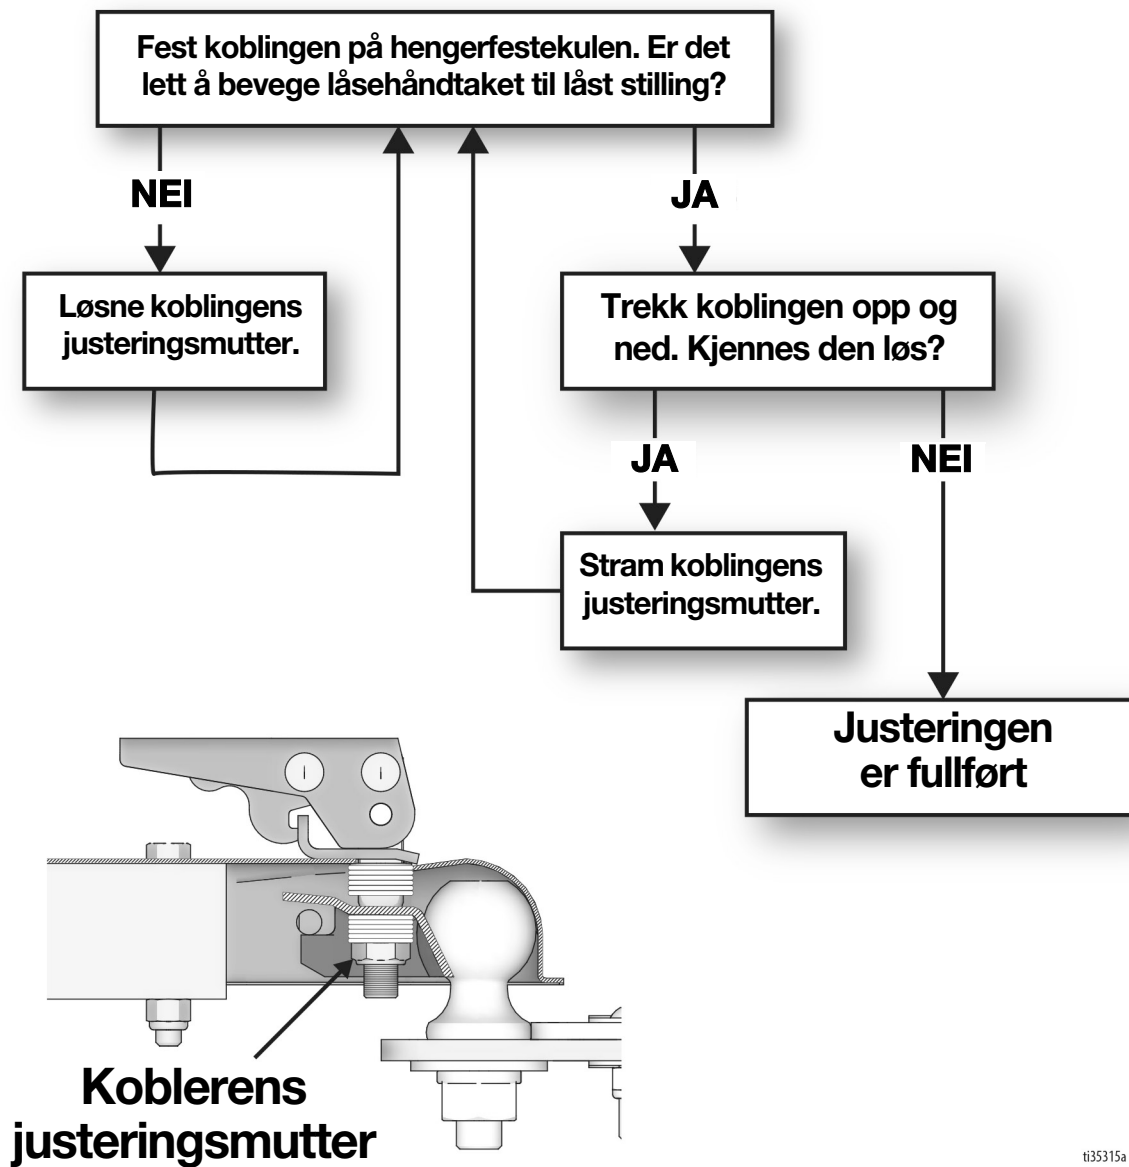 Fest koblingen på hengerfestekulen. Er det
lett å bevege låsehåndtaket til låst stilling?
NEI
JA
Løsne koblingens
justeringsmutter.
Trekk koblingen opp og
ned. Kjennes den løs?
JA
NEI
Stram koblingens
justeringsmutter.
Justeringen
er fullført
Koblerens
justeringsmutter
ti35315a